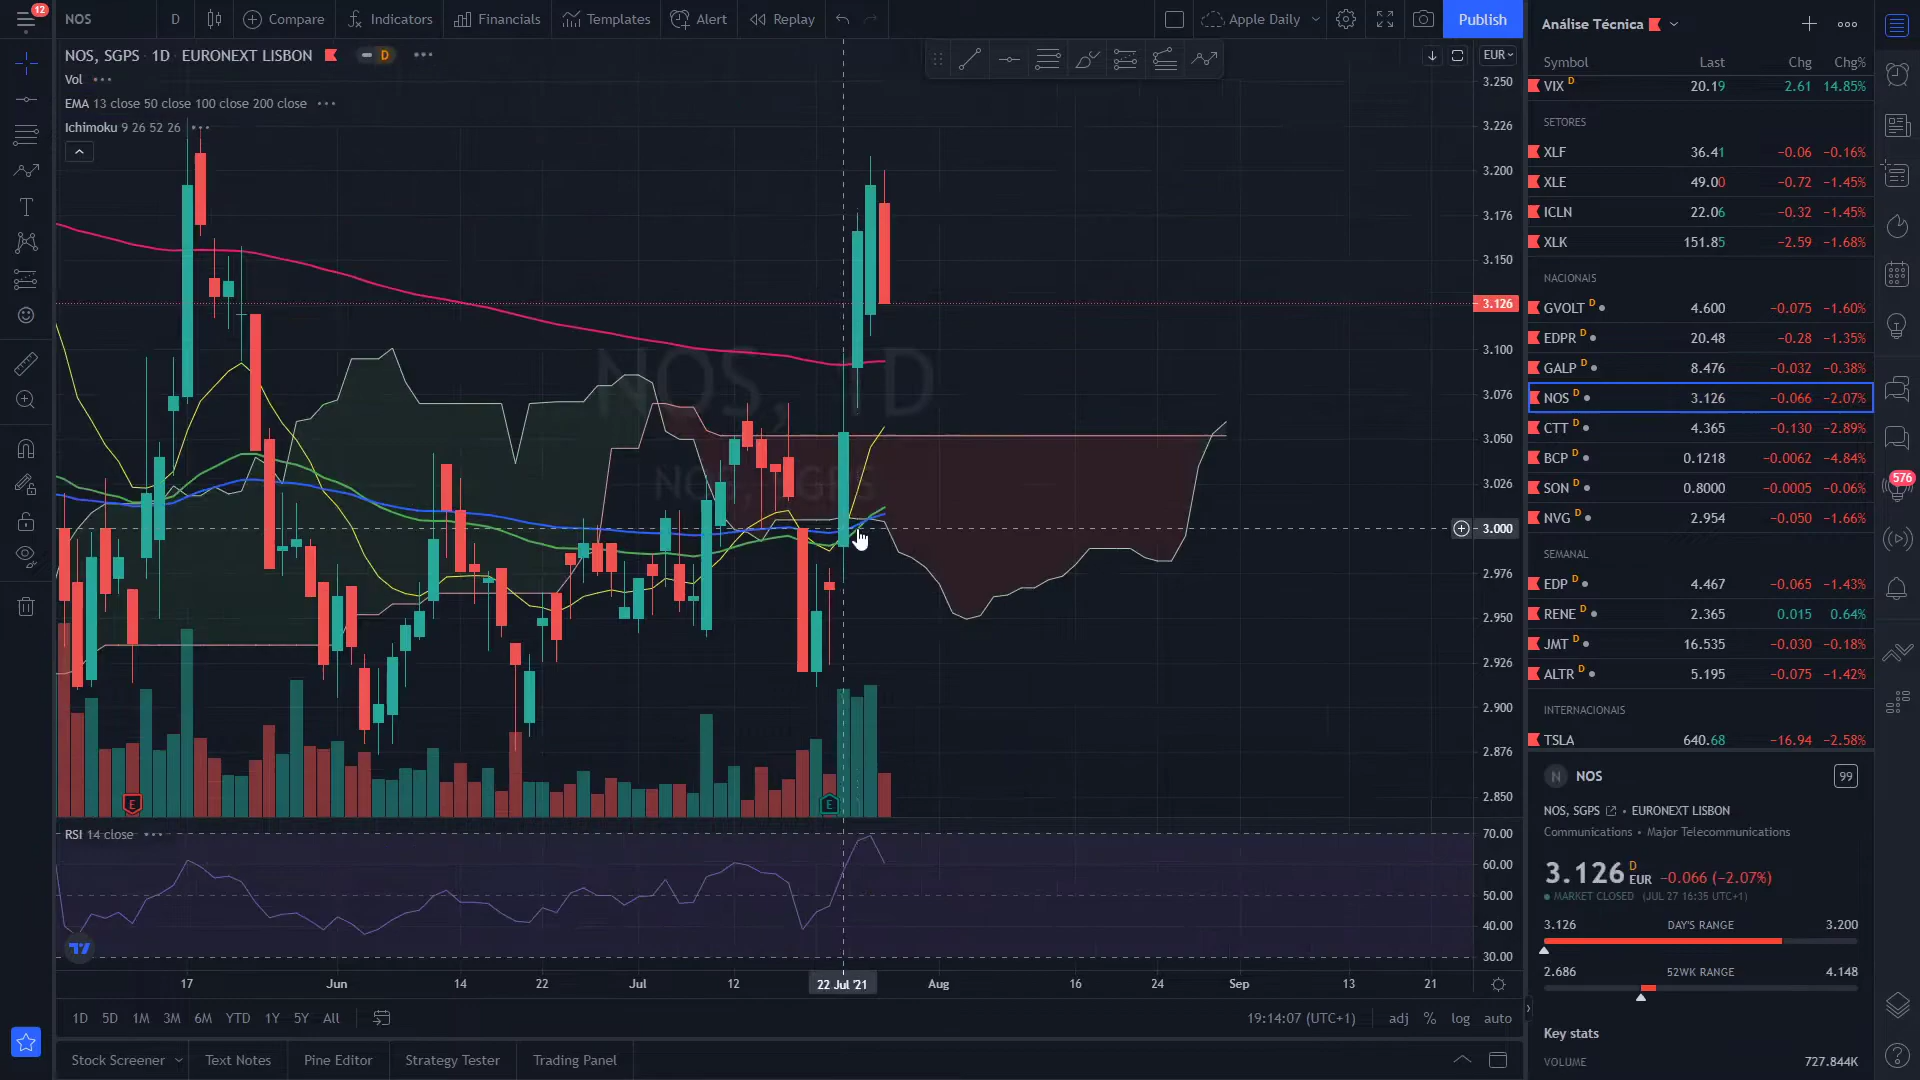 12
NOS D Compare Indicators Financials Templates Alert Replay Apple Daily Publish
NOS, SGPS · 1D · EURONEXT LISBON D EUR
Vol
EMA 13 close 50 close 100 close 200 close
Ichimoku 9 26 52 26
NOS, 1D
3.250
3.226
3.200
3.176
3.150
3.126
3.100
3.076
3.050
3.026
3.000
2.976
2.950
2.926
2.900
2.876
2.850
E E
RSI 14 close
70.00
60.00
50.00
40.00
30.00
17 Jun 14 22 Jul 12 22 Jul '21 Aug 16 24 Sep 13 21
1D 5D 1M 3M 6M YTD 1Y 5Y All 19:14:07 (UTC+1) adj % log auto
Stock Screener Text Notes Pine Editor Strategy Tester Trading Panel
Análise Técnica
Symbol Last Chg Chg%
VIX D 20.19 2.61 14.85%
SETORES
XLF 36.41 −0.06 −0.16%
XLE 49.00 −0.72 −1.45%
ICLN 22.06 −0.32 −1.45%
XLK 151.85 −2.59 −1.68%
NACIONAIS
GVOLT D 4.600 −0.075 −1.60%
EDPR D 20.48 −0.28 −1.35%
GALP D 8.476 −0.032 −0.38%
NOS D 3.126 −0.066 −2.07%
CTT D 4.365 −0.130 −2.89%
BCP D 0.1218 −0.0062 −4.84%
SON D 0.8000 −0.0005 −0.06%
NVG D 2.954 −0.050 −1.66%
SEMANAL
EDP D 4.467 −0.065 −1.43%
RENE D 2.365 0.015 0.64%
JMT D 16.535 −0.030 −0.18%
ALTR D 5.195 −0.075 −1.42%
INTERNACIONAIS
TSLA 640.68 −16.94 −2.58%
N NOS 99
NOS, SGPS • EURONEXT LISBON
Communications • Major Telecommunications
3.126 D EUR −0.066 (−2.07%)
MARKET CLOSED (JUL 27 16:35 UTC+1)
3.126 DAY'S RANGE 3.200
2.686 52WK RANGE 4.148
Key stats
VOLUME 727.844K
576